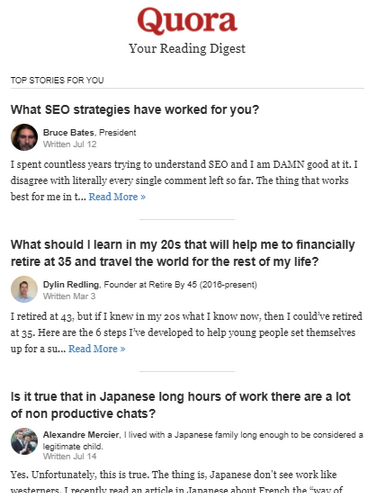 Quora
Your Reading Digest
TOP STORIES FOR YOU
What SEO strategies have worked for you?
Bruce Bates, President
Written Jul 12
I spent countless years trying to understand SEO and I am DAMN good at it. I
disagree with literally every single comment left so far. The thing that works
best for me in t... Read More »
What should I learn in my 20s that will help me to financially
retire at 35 and travel the world for the rest of my life?
Dylin Redling, Founder at Retire By 45 (2016-present)
Written Mar 3
I retired at 43, but if I knew in my 20s what I know now, then I could've retired
at 35. Here are the 6 steps I've developed to help young people set themselves
up for a su... Read More »
Is it true that in Japanese long hours of work there are a lot
of non productive chats?
Alexandre Mercier, I lived with a Japanese family long enough to be considered a
legitimate child.
Written Jul 14
Yes. Unfortunately, this is true. The thing is, Japanese don't see work like
westerners. I recently read an article in Japanese about French the "way of